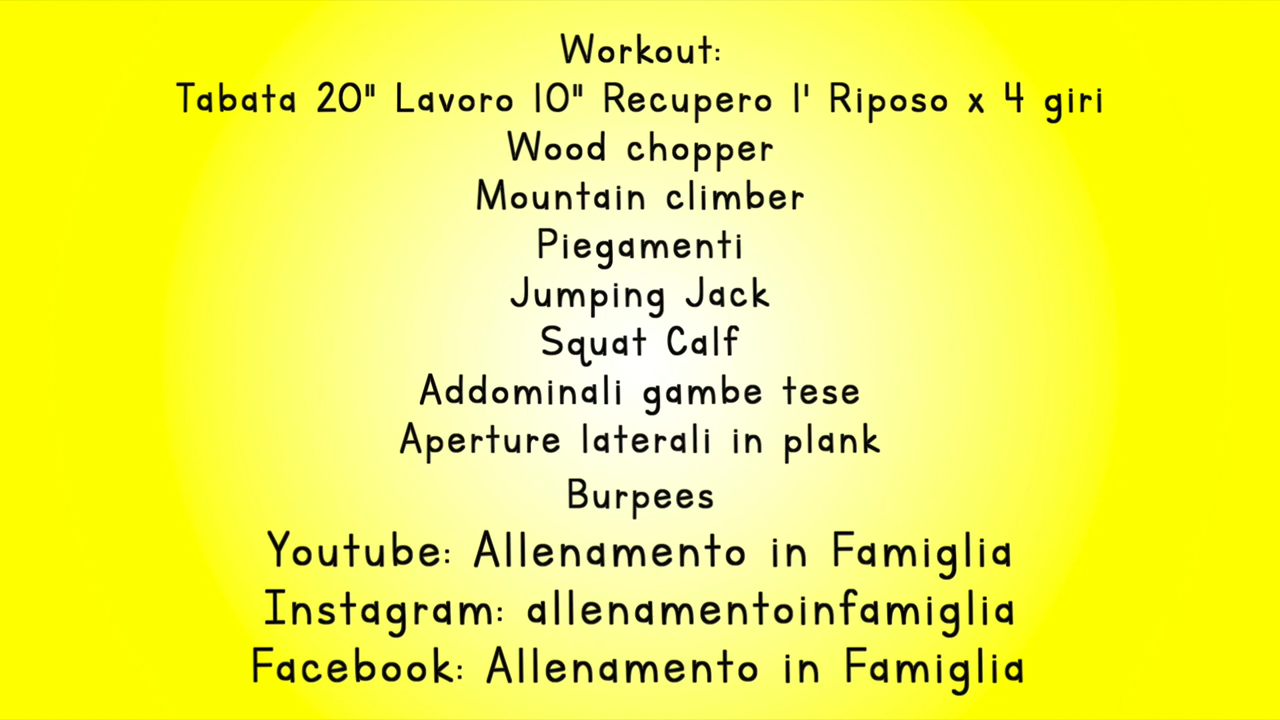 Workout:
Tabata 20" Lavoro 10" Recupero 1' Riposo x 4 giri
Wood chopper
Mountain climber
Piegamenti
Jumping Jack
Squat Calf
Addominali gambe tese
Aperture laterali in plank
Burpees
Youtube: Allenamento in Famiglia
Instagram: allenamentoinfamiglia
Facebook: Allenamento in Famiglia